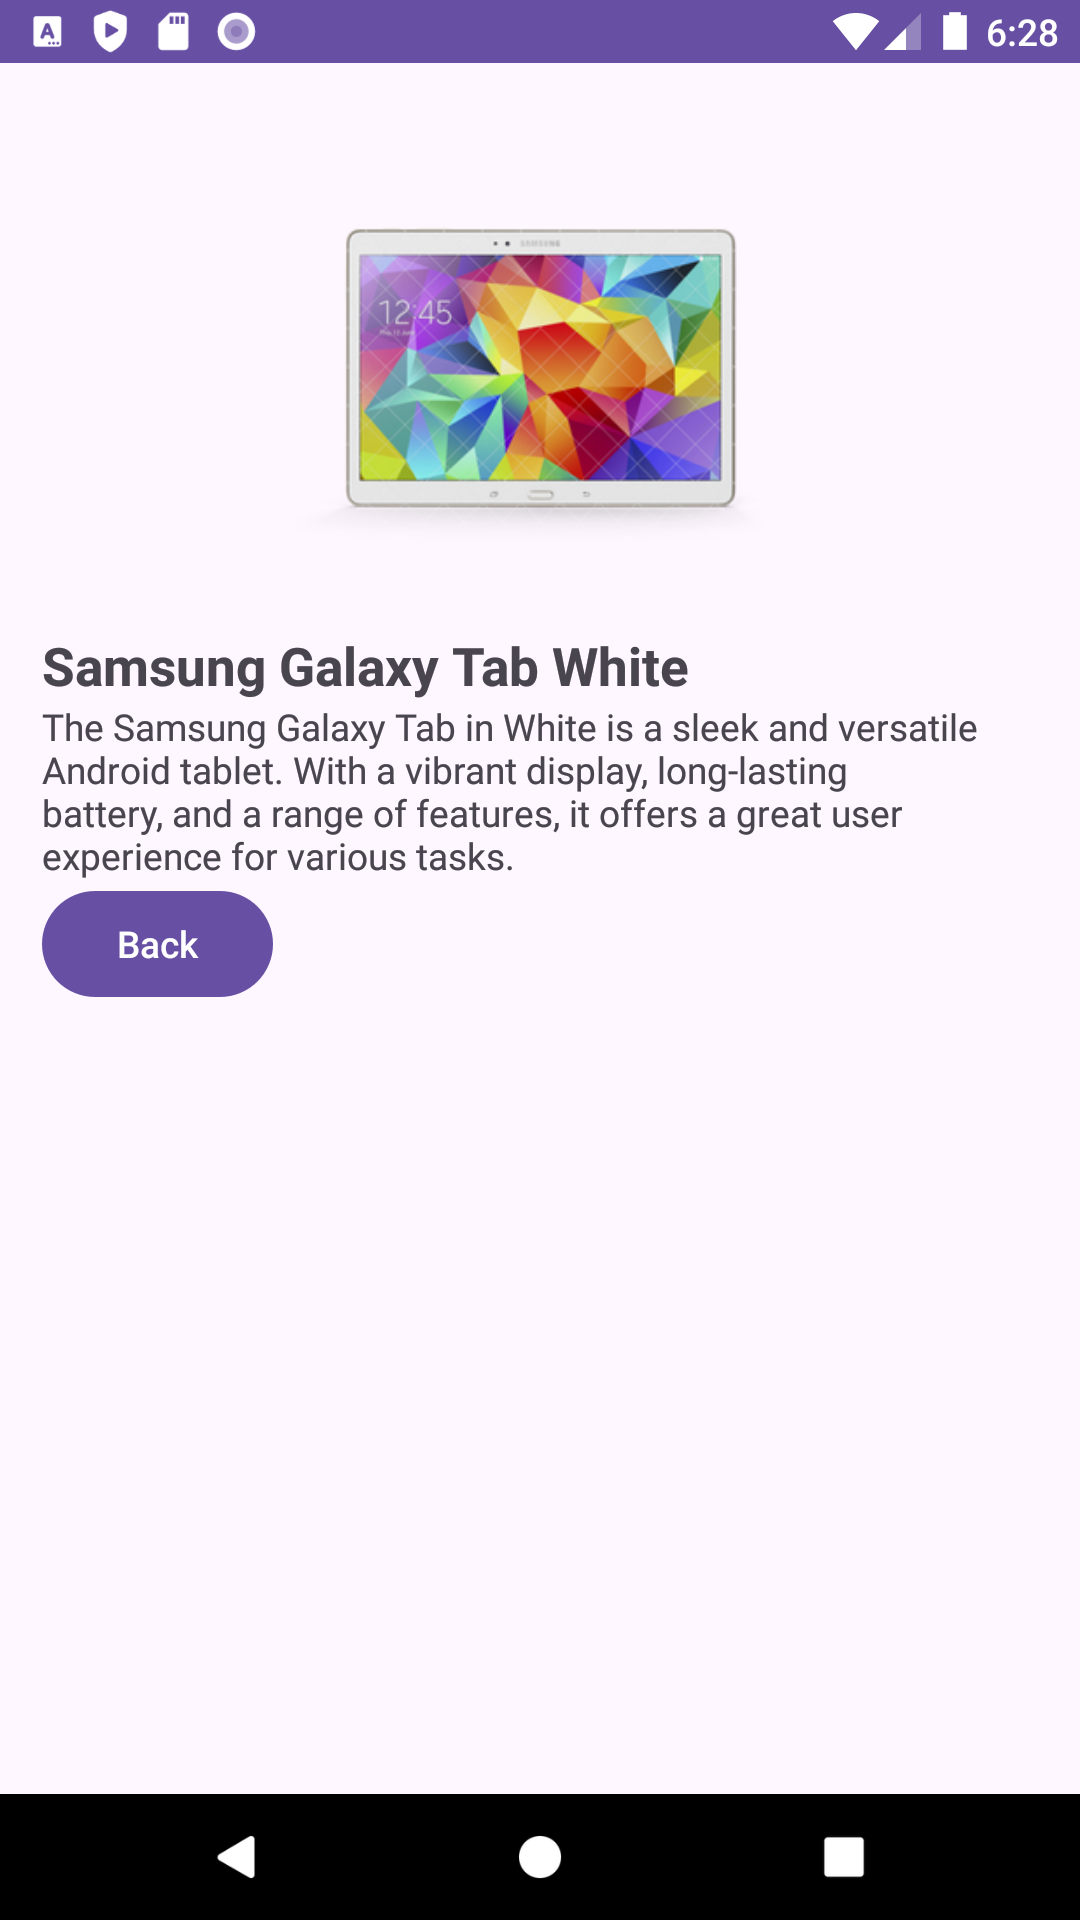 6:28
SAMSUNG
12:45
Samsung Galaxy Tab White
The Samsung Galaxy Tab in White is a sleek and versatile
Android tablet. With a vibrant display, long-lasting
battery, and a range of features, it offers a great user
experience for various tasks.
Back